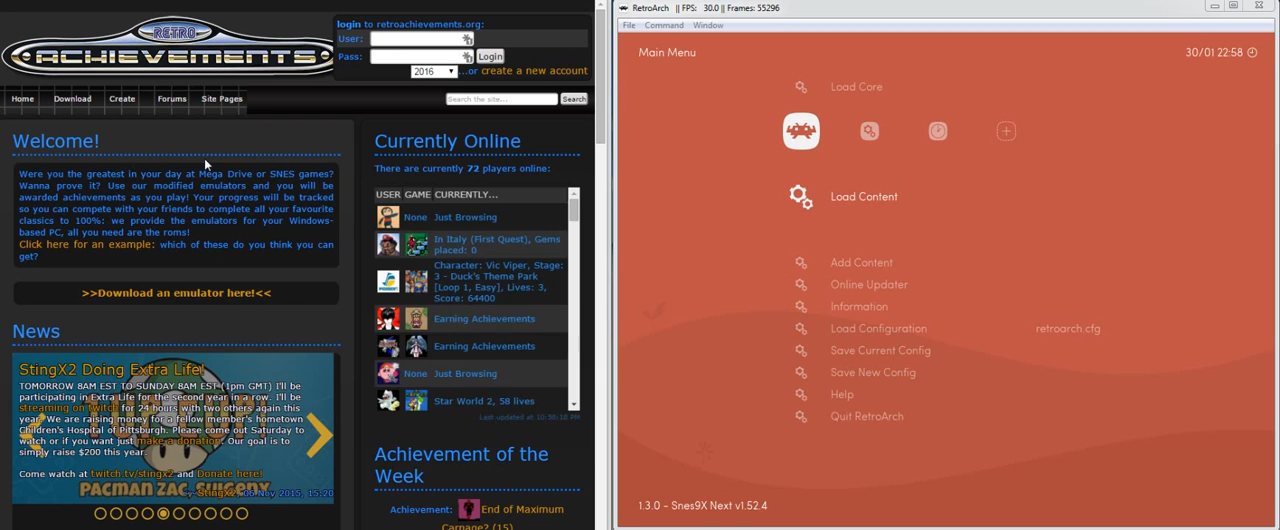 RETRO
ACHIEVEMENTS
login to retroachievements.org:
User:
Pass:
Login
2016
...or create a new account
Home
Download
Create
Forums
Site Pages
Search the site...
Search
Welcome!
Were you the greatest in your day at Mega Drive or SNES games?
Wanna prove it? Use our modified emulators and you will be
awarded achievements as you play! Your progress will be tracked
so you can compete with your friends to complete all your favourite
classics to 100%: we provide the emulators for your Windows-
based PC, all you need are the roms!
Click here for an example: which of these do you think you can
get?
>>Download an emulator here!<<
News
StingX2 Doing Extra Life!
TOMORROW 8AM EST TO SUNDAY 8AM EST (1pm GMT) I'll be
participating in Extra Life for the second year in a row. I'll be
streaming on twitch for 24 hours with two others again this
year. We are raising money for a fellow member's hometown
Children's Hospital of Pittsburgh. Please come out Saturday to
watch or if you want just make a donation. Our goal is to
simply raise $200 this year.
Come watch at twitch.tv/stingx2 and Donate here!
StingX2, 06 Nov 2015, 15:20
Currently Online
There are currently 72 players online:
USER GAME CURRENTLY...
None Just Browsing
In Italy (First Quest), Gems
placed: 0
Character: Vic Viper, Stage:
3 - Duck's Theme Park
[Loop 1, Easy], Lives: 3,
Score: 64400
Earning Achievements
Earning Achievements
None Just Browsing
Star World 2, 58 lives
Achievement of the
Week
Achievement: End of Maximum
Carnage? (15)
RetroArch || FPS: 30.0 || Frames: 55296
File Command Window
Main Menu
30/01 22:58
Load Core
Load Content
Add Content
Online Updater
Information
Load Configuration retroarch.cfg
Save Current Config
Save New Config
Help
Quit RetroArch
1.3.0 - Snes9X Next v1.52.4